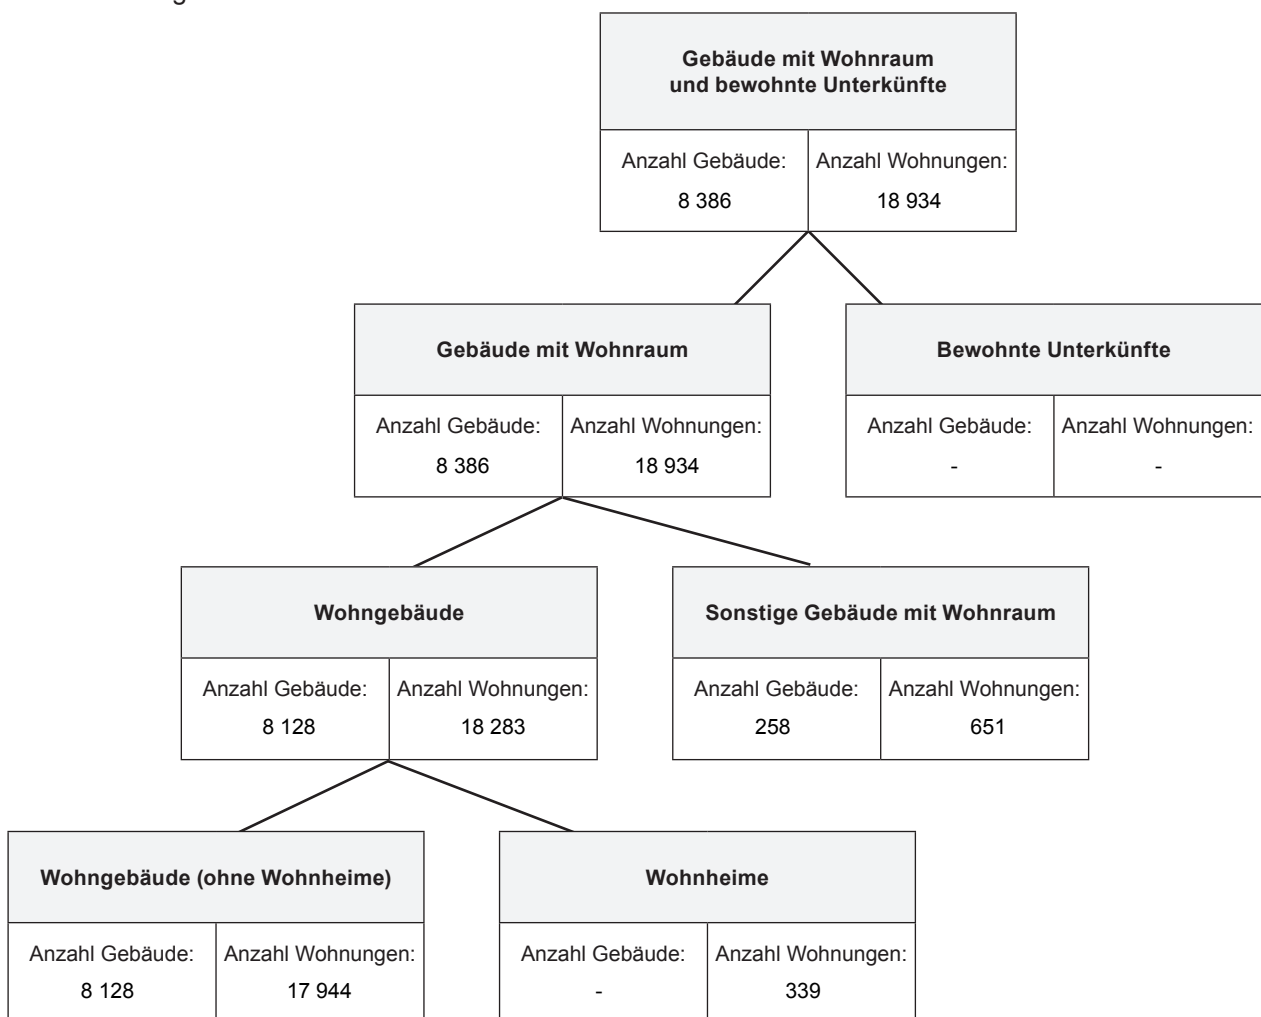 Gebäude mit Wohnraum
und bewohnte Unterkünfte
Anzahl Gebäude: Anzahl Wohnungen:
8 386 18 934
Gebäude mit Wohnraum Bewohnte Unterkünfte
Anzahl Gebäude: Anzahl Wohnungen: Anzahl Gebäude: Anzahl Wohnungen:
8 386 18 934 - -
Wohngebäude Sonstige Gebäude mit Wohnraum
Anzahl Gebäude: Anzahl Wohnungen: Anzahl Gebäude: Anzahl Wohnungen:
8 128 18 283 258 651
Wohngebäude (ohne Wohnheime) Wohnheime
Anzahl Gebäude: Anzahl Wohnungen: Anzahl Gebäude: Anzahl Wohnungen:
8 128 17 944 - 339